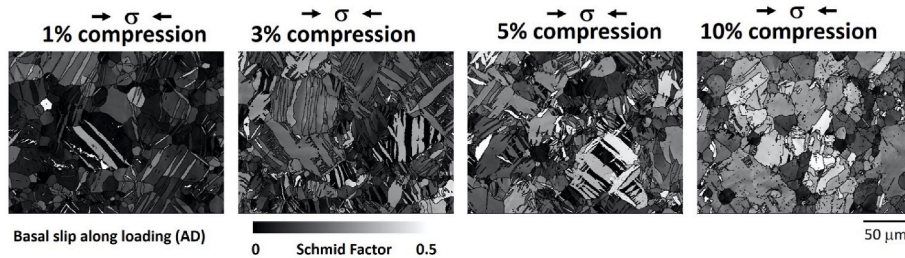 → σ ←
1% compression
→ σ ←
3% compression
→ σ ←
5% compression
→ σ ←
10% compression
Basal slip along loading (AD)
0 Schmid Factor 0.5
50 μm